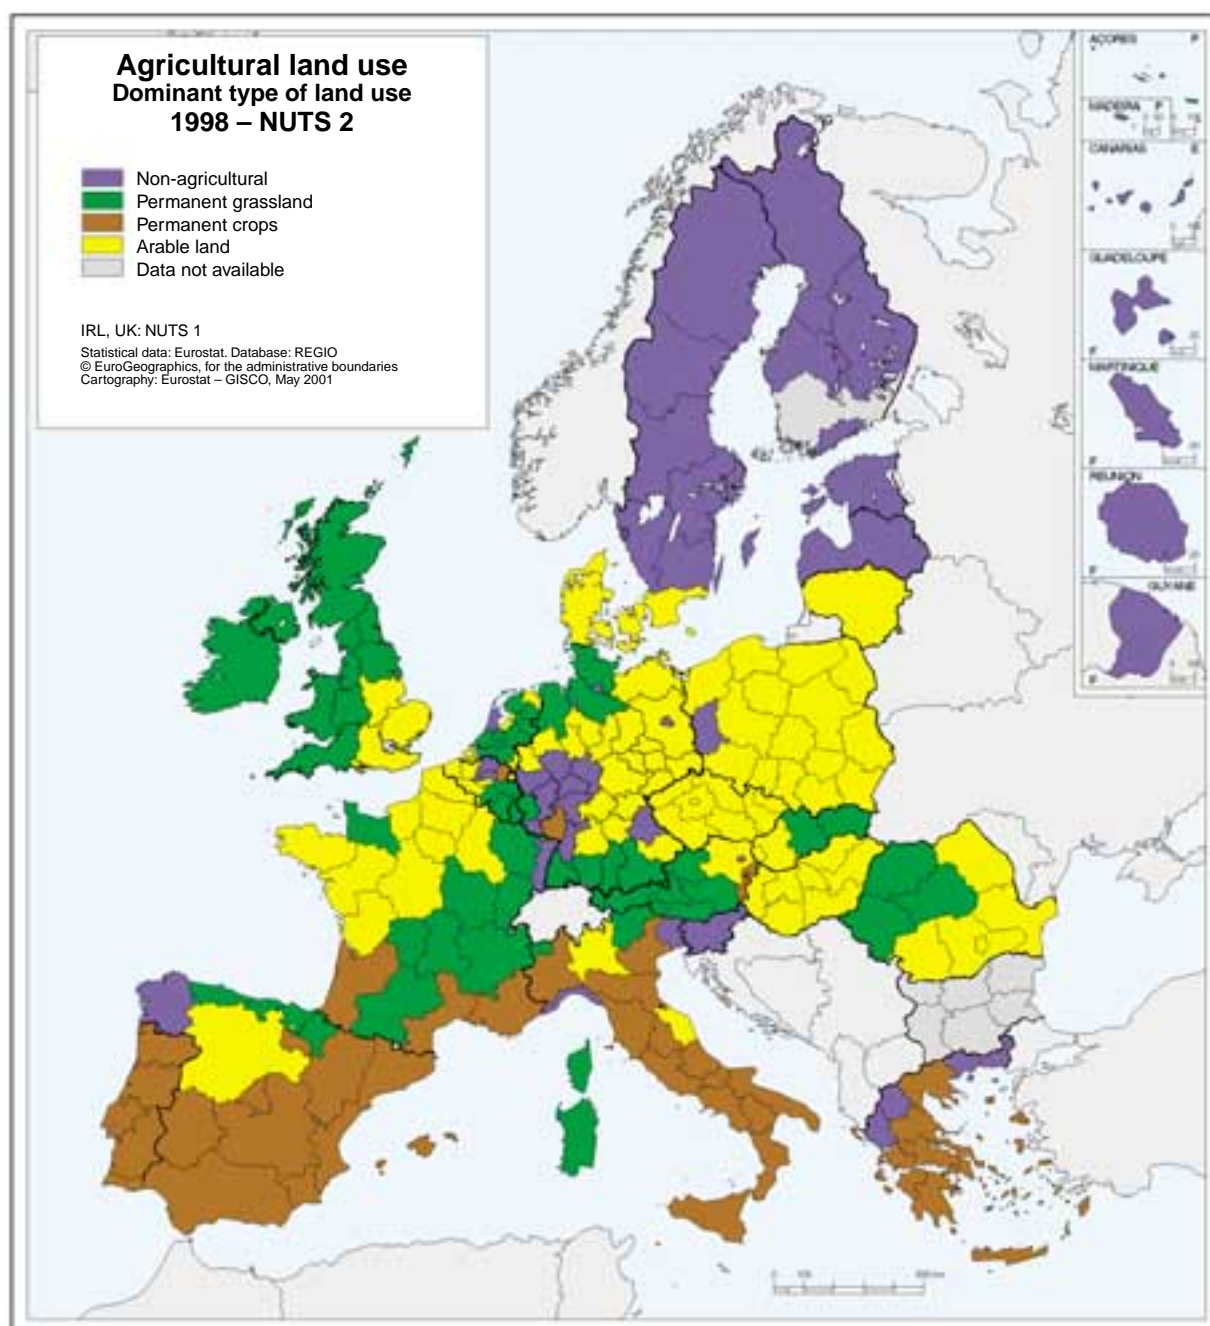 Agricultural land use
Dominant type of land use
1998 – NUTS 2
Non-agricultural
Permanent grassland
Permanent crops
Arable land
Data not available
IRL, UK: NUTS 1
Statistical data: Eurostat. Database: REGIO
© EuroGeographics, for the administrative boundaries
Cartography: Eurostat – GISCO, May 2001
AÇORES P
MADEIRA P
CANARIAS E
GUADELOUPE
F
MARTINIQUE
F
REUNION
F
GUYANE
F